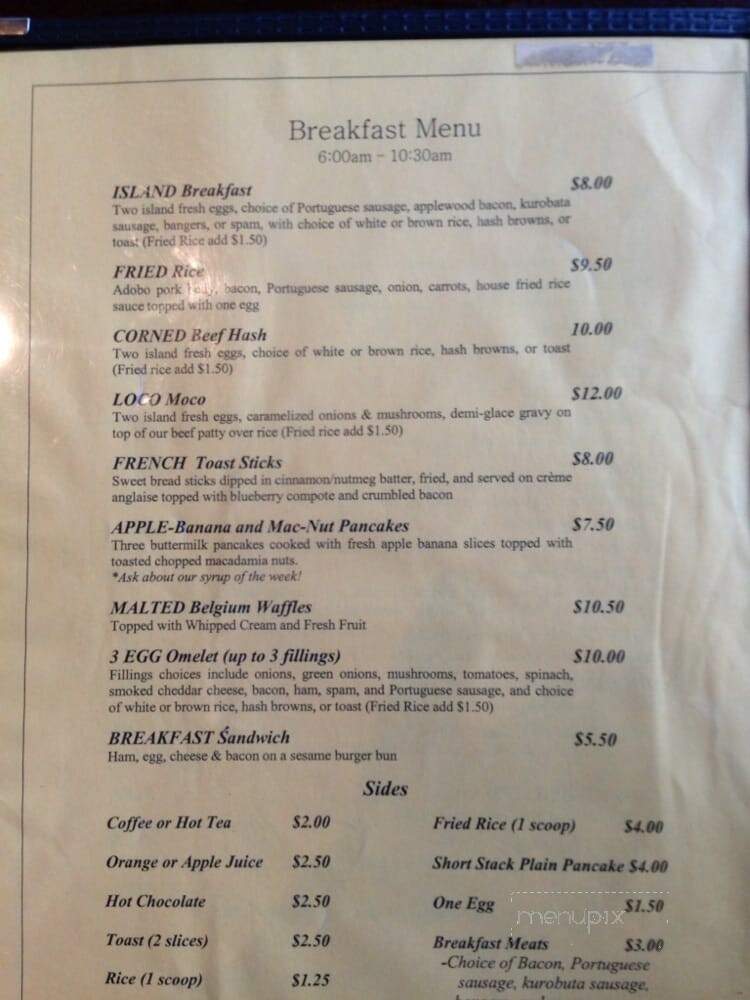 Breakfast Menu
6:00am - 10:30am
ISLAND Breakfast $8.00
Two island fresh eggs, choice of Portuguese sausage, applewood bacon, kurobata
sausage, bangers, or spam, with choice of white or brown rice, hash browns, or
toast (Fried Rice add $1.50)
FRIED Rice $9.50
Adobo pork belly, bacon, Portuguese sausage, onion, carrots, house fried rice
sauce topped with one egg
CORNED Beef Hash 10.00
Two island fresh eggs, choice of white or brown rice, hash browns, or toast
(Fried rice add $1.50)
LOCO Moco $12.00
Two island fresh eggs, caramelized onions & mushrooms, demi-glace gravy on
top of our beef patty over rice (Fried rice add $1.50)
FRENCH Toast Sticks $8.00
Sweet bread sticks dipped in cinnamon/nutmeg batter, fried, and served on crème
anglaise topped with blueberry compote and crumbled bacon
APPLE-Banana and Mac-Nut Pancakes $7.50
Three buttermilk pancakes cooked with fresh apple banana slices topped with
toasted chopped macadamia nuts.
*Ask about our syrup of the week!
MALTED Belgium Waffles $10.50
Topped with Whipped Cream and Fresh Fruit
3 EGG Omelet (up to 3 fillings) $10.00
Fillings choices include onions, green onions, mushrooms, tomatoes, spinach,
smoked cheddar cheese, bacon, ham, spam, and Portuguese sausage, and choice
of white or brown rice, hash browns, or toast (Fried Rice add $1.50)
BREAKFAST Sandwich $5.50
Ham, egg, cheese & bacon on a sesame burger bun
Sides
Coffee or Hot Tea $2.00
Orange or Apple Juice $2.50
Hot Chocolate $2.50
Toast (2 slices) $2.50
Rice (1 scoop) $1.25
Fried Rice (1 scoop) $4.00
Short Stack Plain Pancake $4.00
One Egg $1.50
menupix
Breakfast Meats $3.00
-Choice of Bacon, Portuguese
sausage, kurobuta sausage,